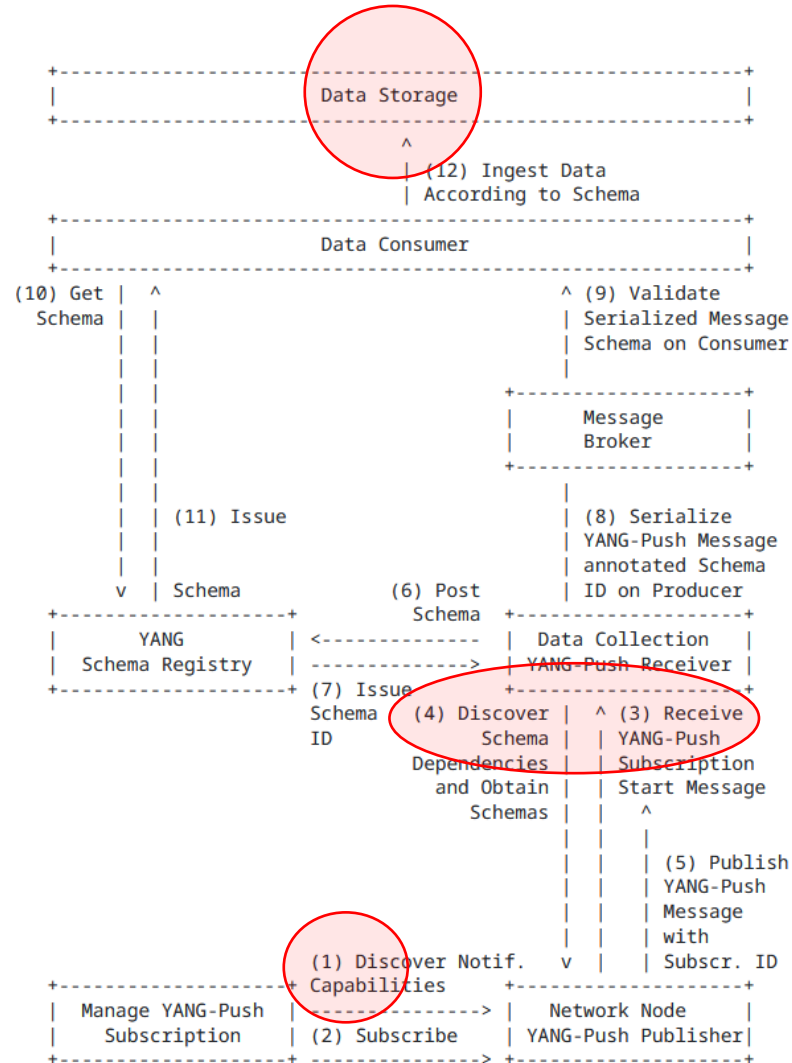 Data Storage
(12) Ingest Data
According to Schema
Data Consumer
(10) Get
Schema
(9) Validate
Serialized Message
Schema on Consumer
Message
Broker
(11) Issue
Schema
(8) Serialize
YANG-Push Message
annotated Schema
ID on Producer
(6) Post
Schema
YANG
Schema Registry
Data Collection
YANG-Push Receiver
(7) Issue
Schema
ID
(4) Discover
Schema
Dependencies
and Obtain
Schemas
(3) Receive
YANG-Push
Subscription
Start Message
(5) Publish
YANG-Push
Message
with
Subscr. ID
(1) Discover Notif.
Capabilities
Manage YANG-Push
Subscription
(2) Subscribe
Network Node
YANG-Push Publisher